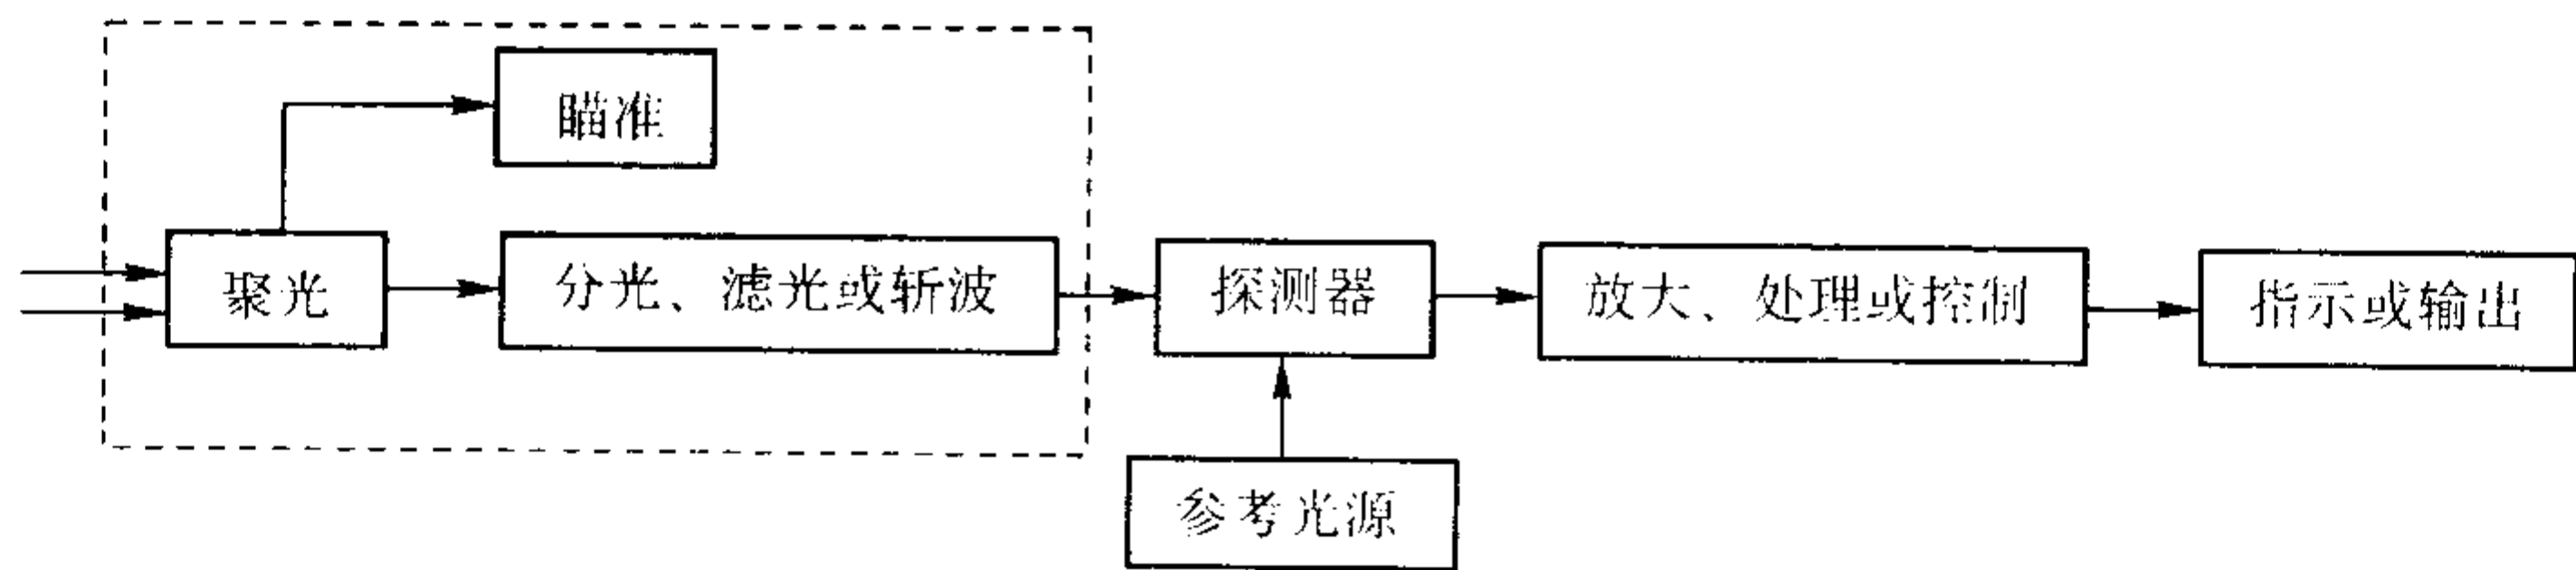 瞄准
聚光
分光、滤光或斩波
探测器
放大、处理或控制
指示或输出
参考光源